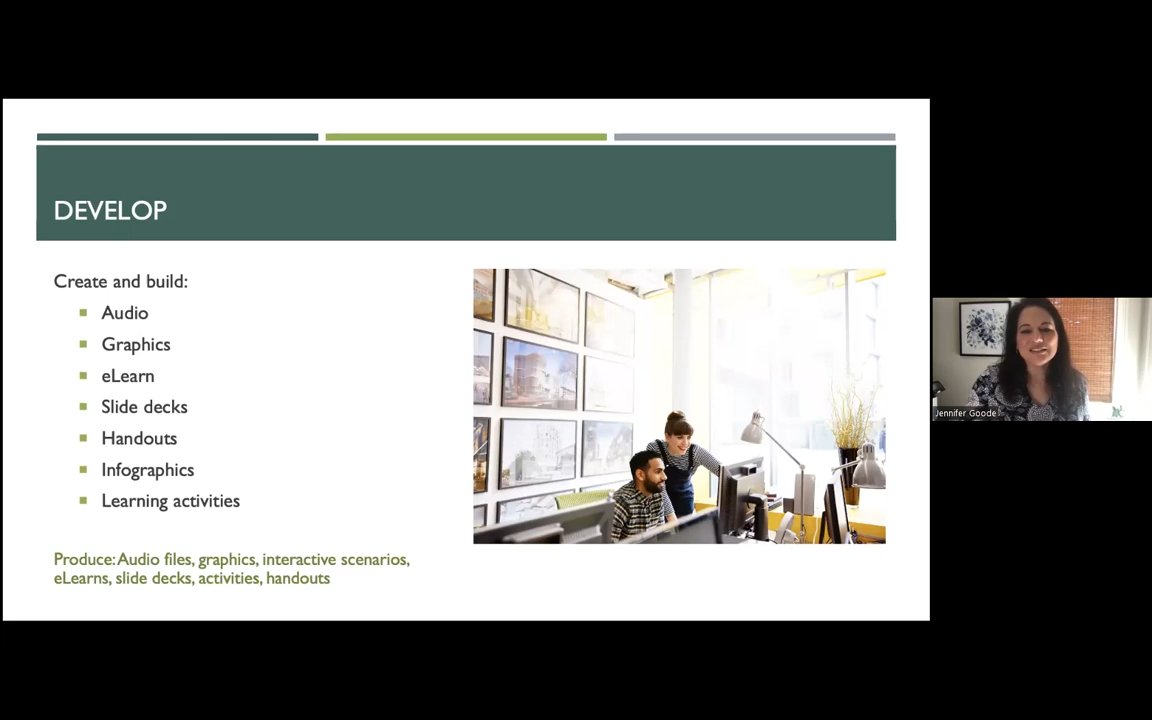 DEVELOP
Create and build:
Audio
Graphics
eLearn
Slide decks
Handouts
Infographics
Learning activities
Produce: Audio files, graphics, interactive scenarios,
eLearns, slide decks, activities, handouts
Jennifer Goode